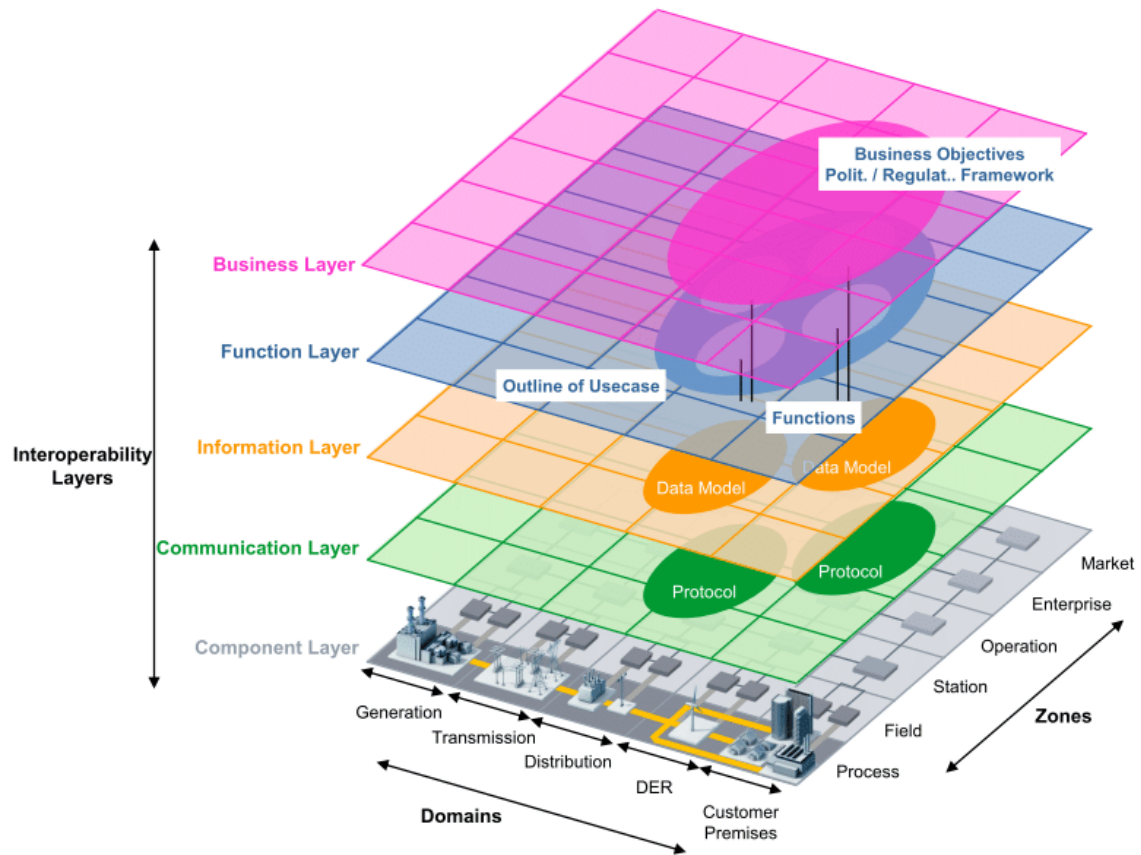 Business Objectives
Polit. / Regulat.. Framework
Business Layer
Function Layer
Outline of Usecase
Functions
Interoperability
Layers
Information Layer
Data Model
Data Model
Communication Layer
Protocol
Protocol
Component Layer
Market
Enterprise
Operation
Station
Field
Process
Zones
Generation
Transmission
Distribution
DER
Customer
Premises
Domains